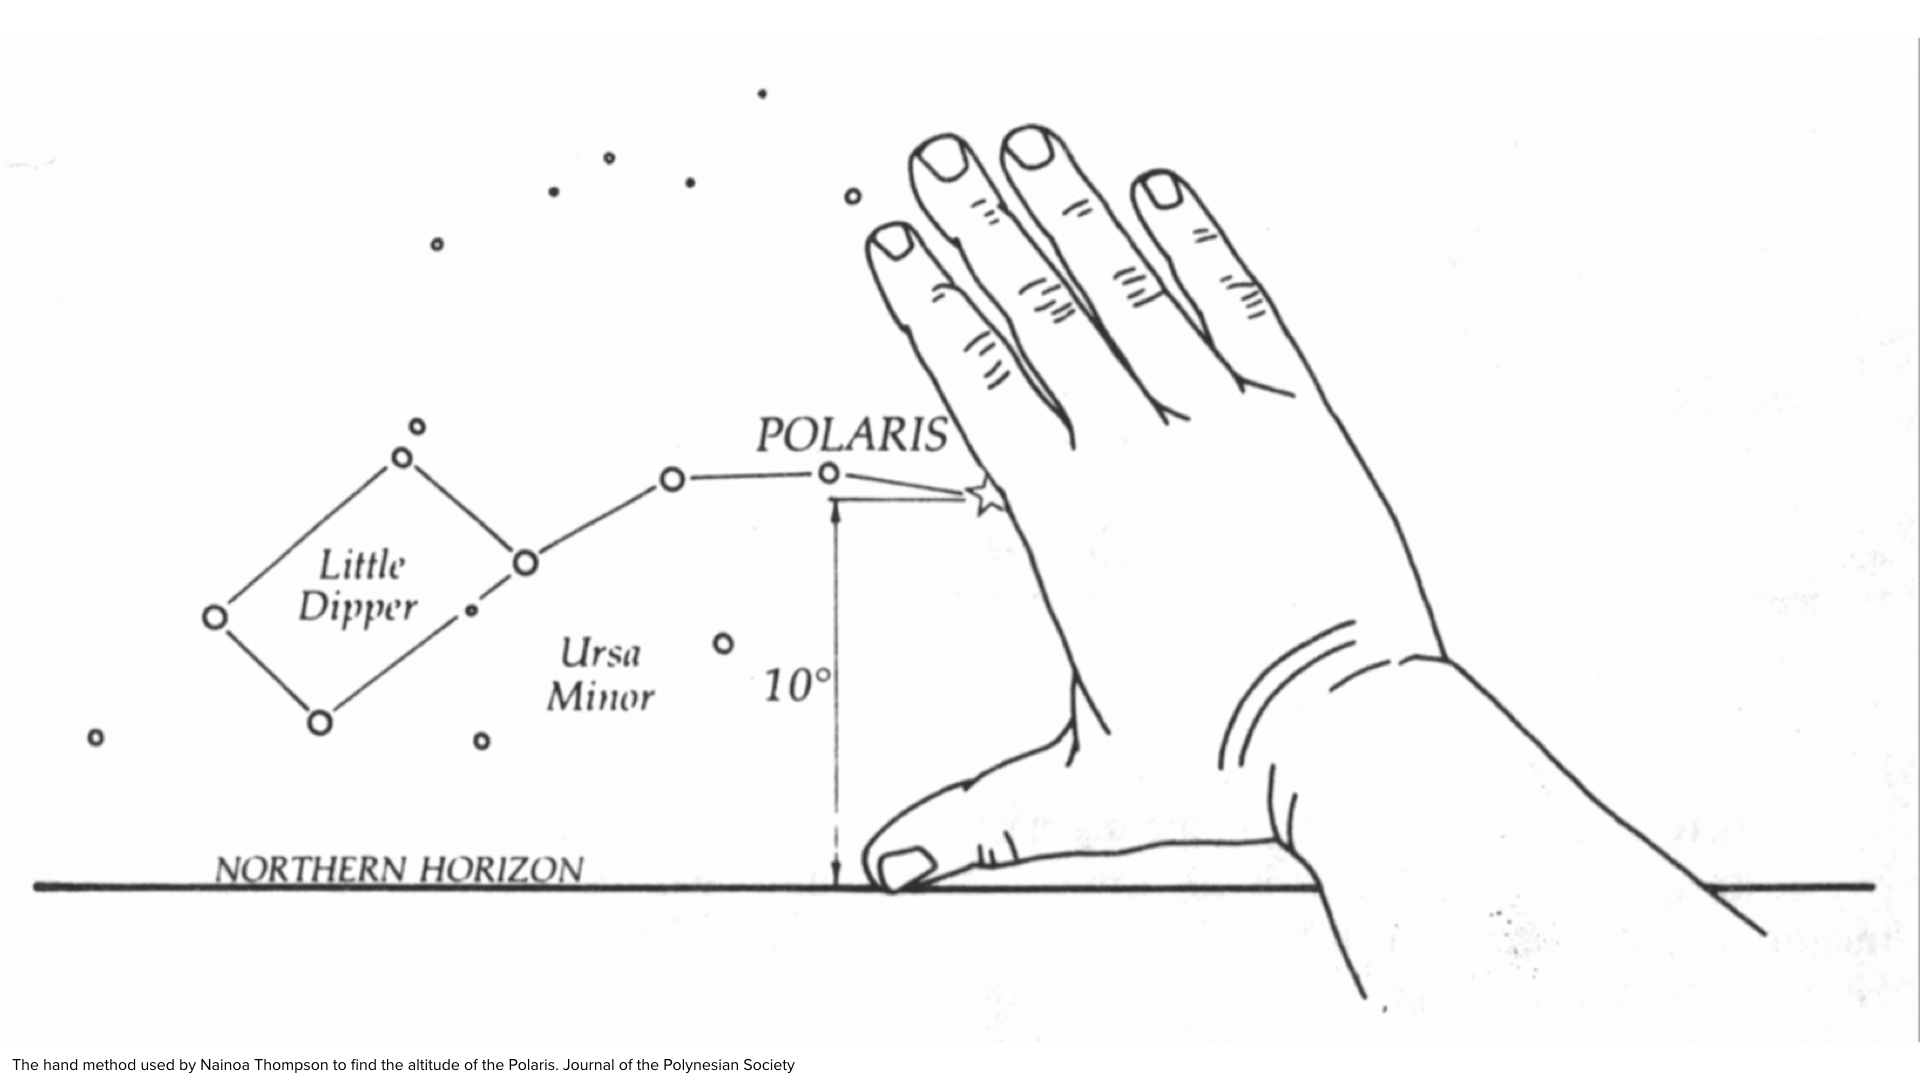 POLARIS
Little
Dipper
Ursa
Minor
10°
NORTHERN HORIZON
The hand method used by Nainoa Thompson to find the altitude of the Polaris. Journal of the Polynesian Society